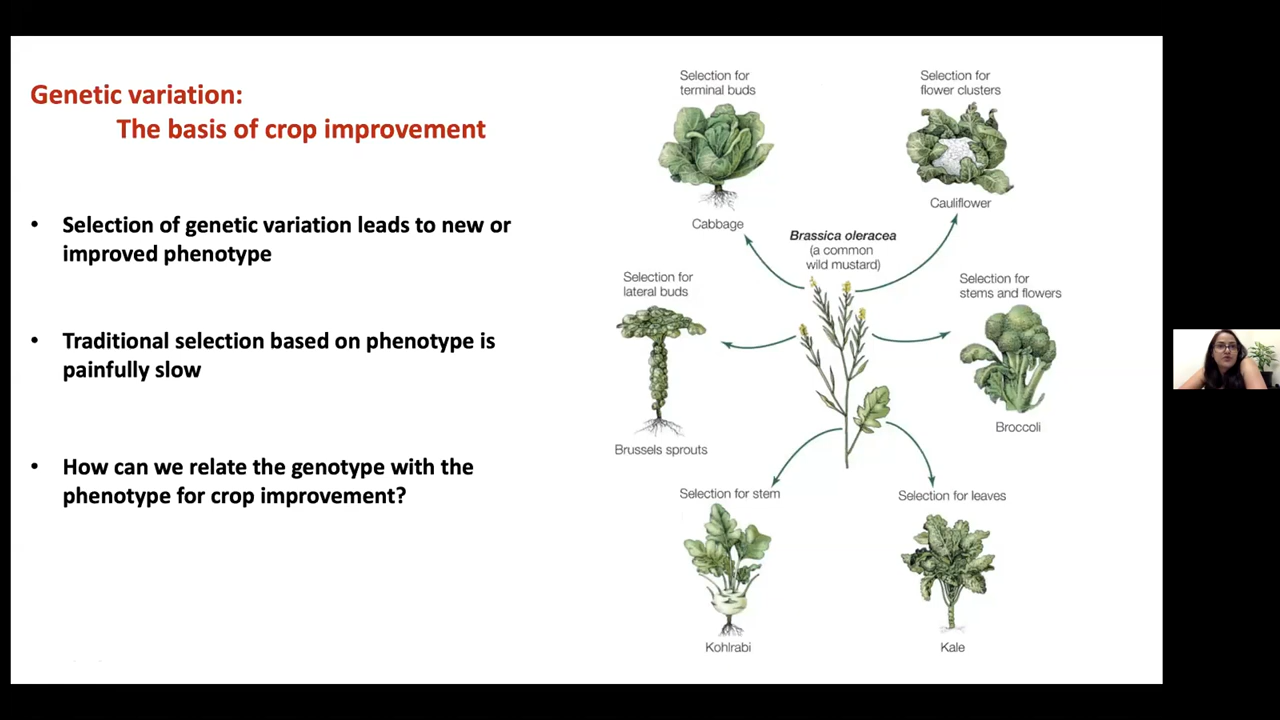 Genetic variation:
The basis of crop improvement
• Selection of genetic variation leads to new or
improved phenotype
• Traditional selection based on phenotype is
painfully slow
• How can we relate the genotype with the
phenotype for crop improvement?
Selection for
terminal buds
Cabbage
Selection for
flower clusters
Cauliflower
Brassica oleracea
(a common
wild mustard)
Selection for
lateral buds
Brussels sprouts
Selection for
stems and flowers
Broccoli
Selection for stem
Kohlrabi
Selection for leaves
Kale